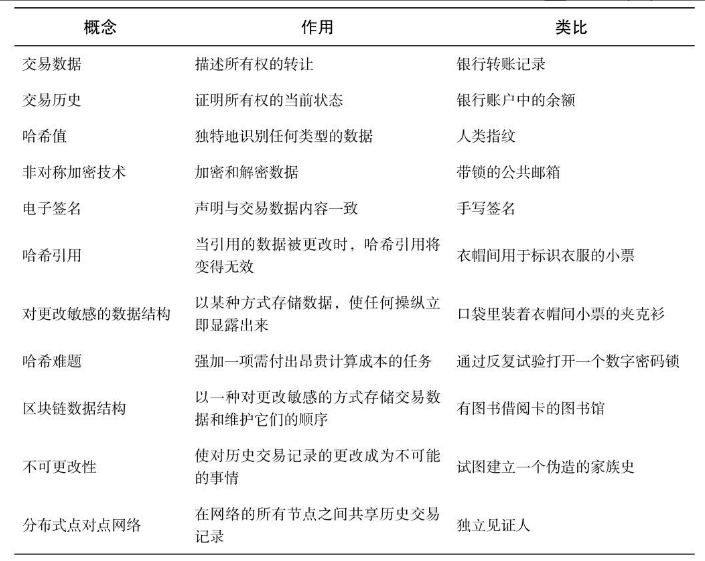 概念 作用 类比
交易数据 描述所有权的转让 银行转账记录
交易历史 证明所有权的当前状态 银行账户中的余额
哈希值 独特地识别任何类型的数据 人类指纹
非对称加密技术 加密和解密数据 带锁的公共邮箱
电子签名 声明与交易数据内容一致 手写签名
哈希引用 当引用的数据被更改时，哈希引用将
变得无效 衣帽间用于标识衣服的小票
对更改敏感的数据结构 以某种方式存储数据，使任何操纵立
即显露出来 口袋里装着衣帽间小票的夹克衫
哈希难题 强加一项需付出昂贵计算成本的任务 通过反复试验打开一个数字密码锁
区块链数据结构 以一种对更改敏感的方式存储交易数
据和维护它们的顺序 有图书借阅卡的图书馆
不可更改性 使对历史交易记录的更改成为不可能
的事情 试图建立一个伪造的家族史
分布式点对点网络 在网络的所有节点之间共享历史交易
记录 独立见证人